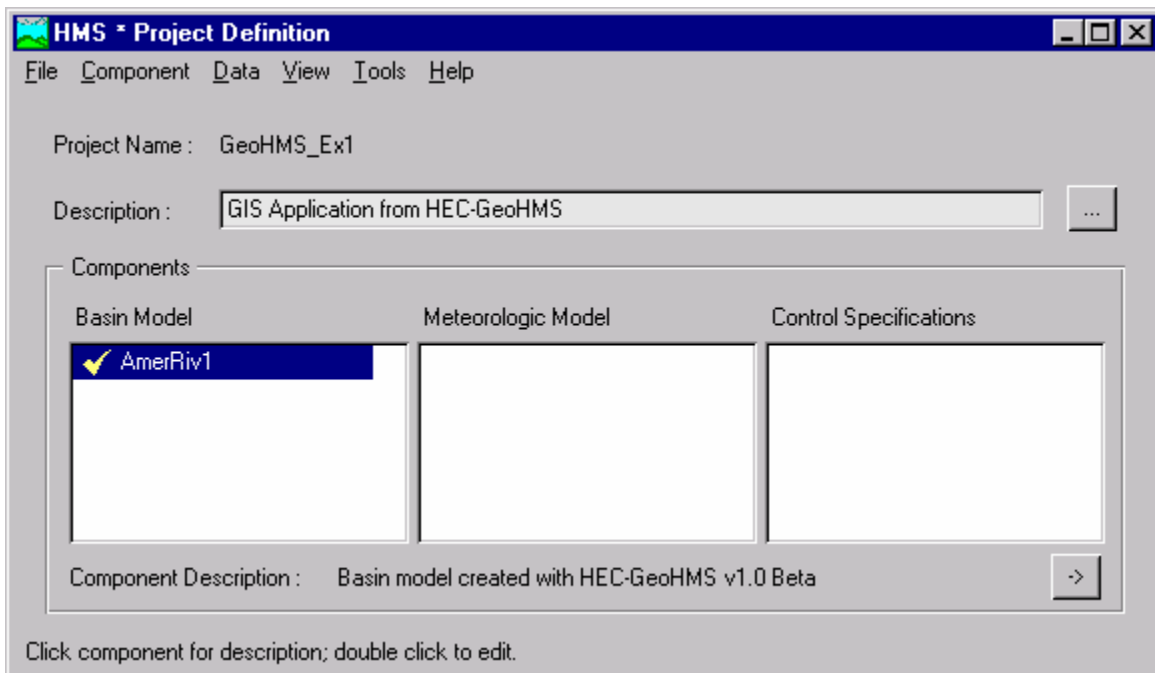 HMS * Project Definition
File Component Data View Tools Help
Project Name : GeoHMS_Ex1
Description : GIS Application from HEC-GeoHMS ...
Components
Basin Model Meteorologic Model Control Specifications
AmerRiv1
Component Description : Basin model created with HEC-GeoHMS v1.0 Beta ->
Click component for description; double click to edit.